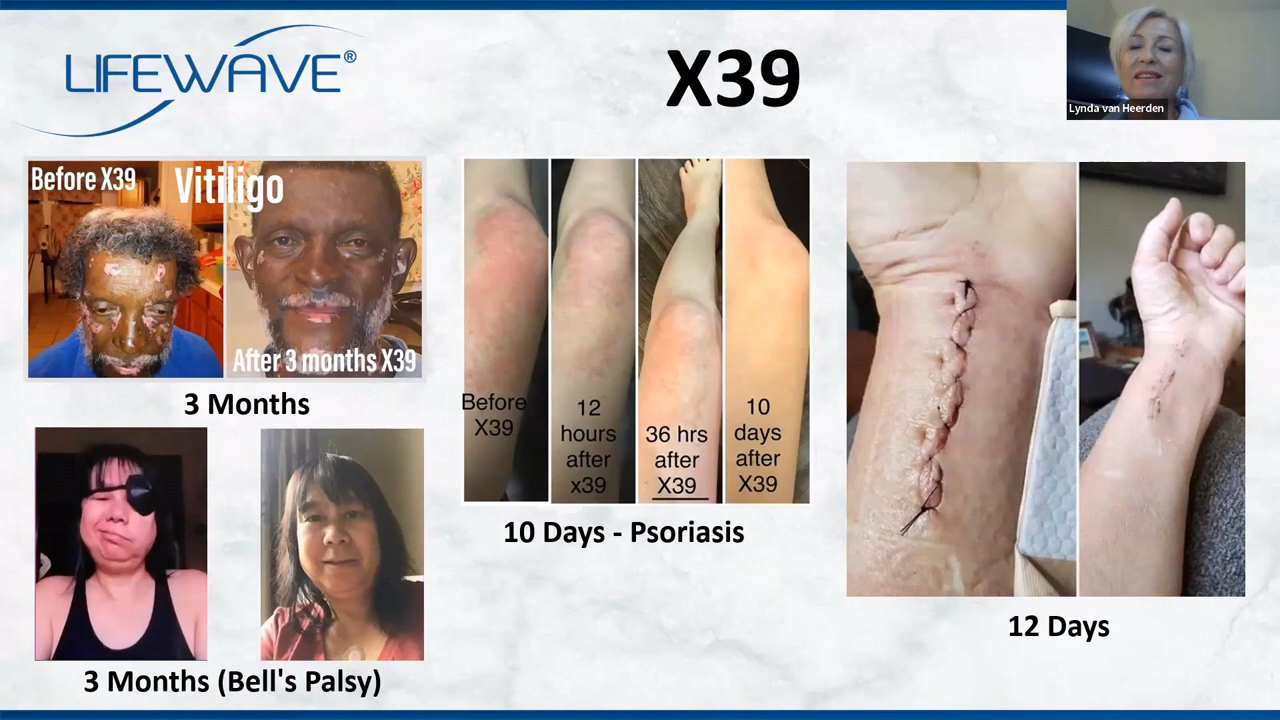 LIFEWAVE®
X39
Lynda van Heerden
Before X39
Vitiligo
After 3 months X39
3 Months
Before
X39
12
hours
after
x39
36 hrs
after
X39
10
days
after
X39
10 Days - Psoriasis
12 Days
3 Months (Bell's Palsy)